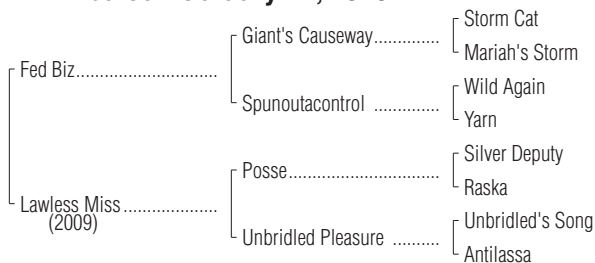 Storm Cat
Giant's Causeway..............
Mariah's Storm
Fed Biz..............................
Wild Again
Spunoutacontrol ..............
Yarn
Silver Deputy
Posse................................
Raska
Lawless Miss....................
(2009)
Unbridled's Song
Unbridled Pleasure ..........
Antilassa